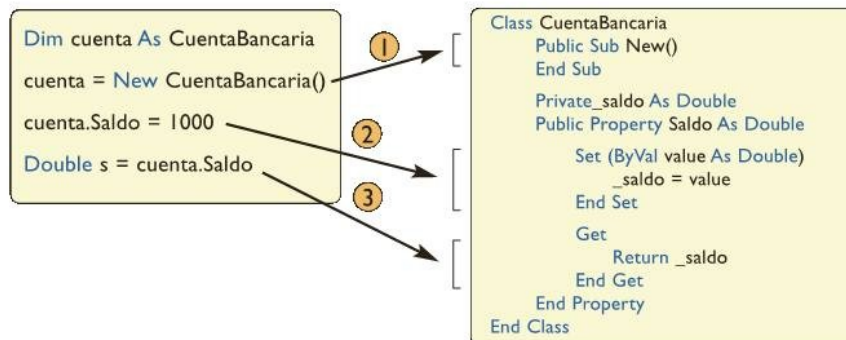 Dim cuenta As CuentaBancaria
cuenta = New CuentaBancaria()
cuenta.Saldo = 1000
Double s = cuenta.Saldo
1
2
3
Class CuentaBancaria
Public Sub New()
End Sub
Private_saldo As Double
Public Property Saldo As Double
Set (ByVal value As Double)
_saldo = value
End Set
Get
Return _saldo
End Get
End Property
End Class